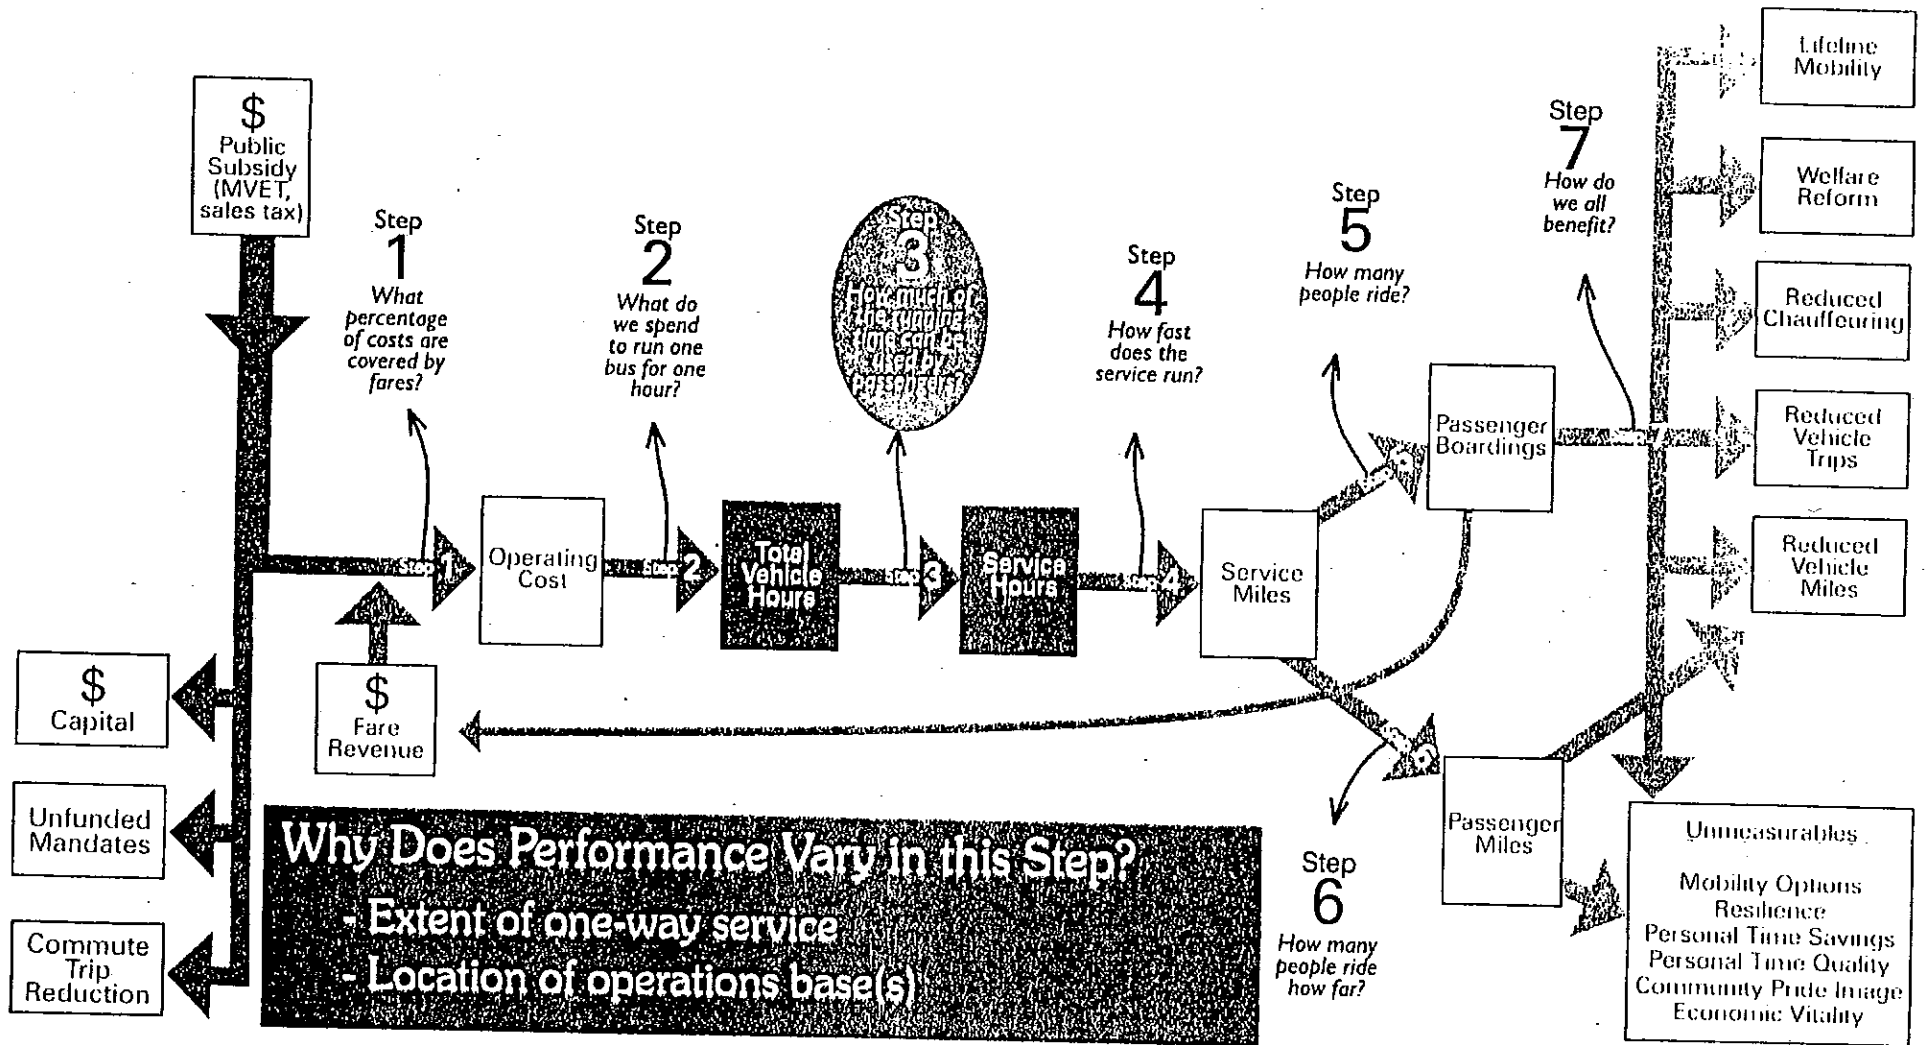 $
Public
Subsidy
(MVET,
sales tax)
Step
1
What
percentage
of costs are
covered by
fares?
Step
2
What do
we spend
to run one
bus for one
hour?
Step
3
How much of
the running
time can be
used by
passengers?
Step
4
How fast
does the
service run?
Step
5
How many
people ride?
Step
7
How do
we all
benefit?
Lifeline
Mobility
Welfare
Reform
Reduced
Chauffeuring
Reduced
Vehicle
Trips
Reduced
Vehicle
Miles
Step 1
Operating
Cost
Step 2
Total
Vehicle
Hours
Step 3
Service
Hours
Step 4
Service
Miles
Passenger
Boardings
$
Capital
$
Fare
Revenue
Unfunded
Mandates
Commute
Trip
Reduction
Why Does Performance Vary in this Step?
- Extent of one-way service
- Location of operations base(s)
Step
6
How many
people ride
how far?
Passenger
Miles
Unmeasurables
Mobility Options
Resilience
Personal Time Savings
Personal Time Quality
Community Pride Image
Economic Vitality